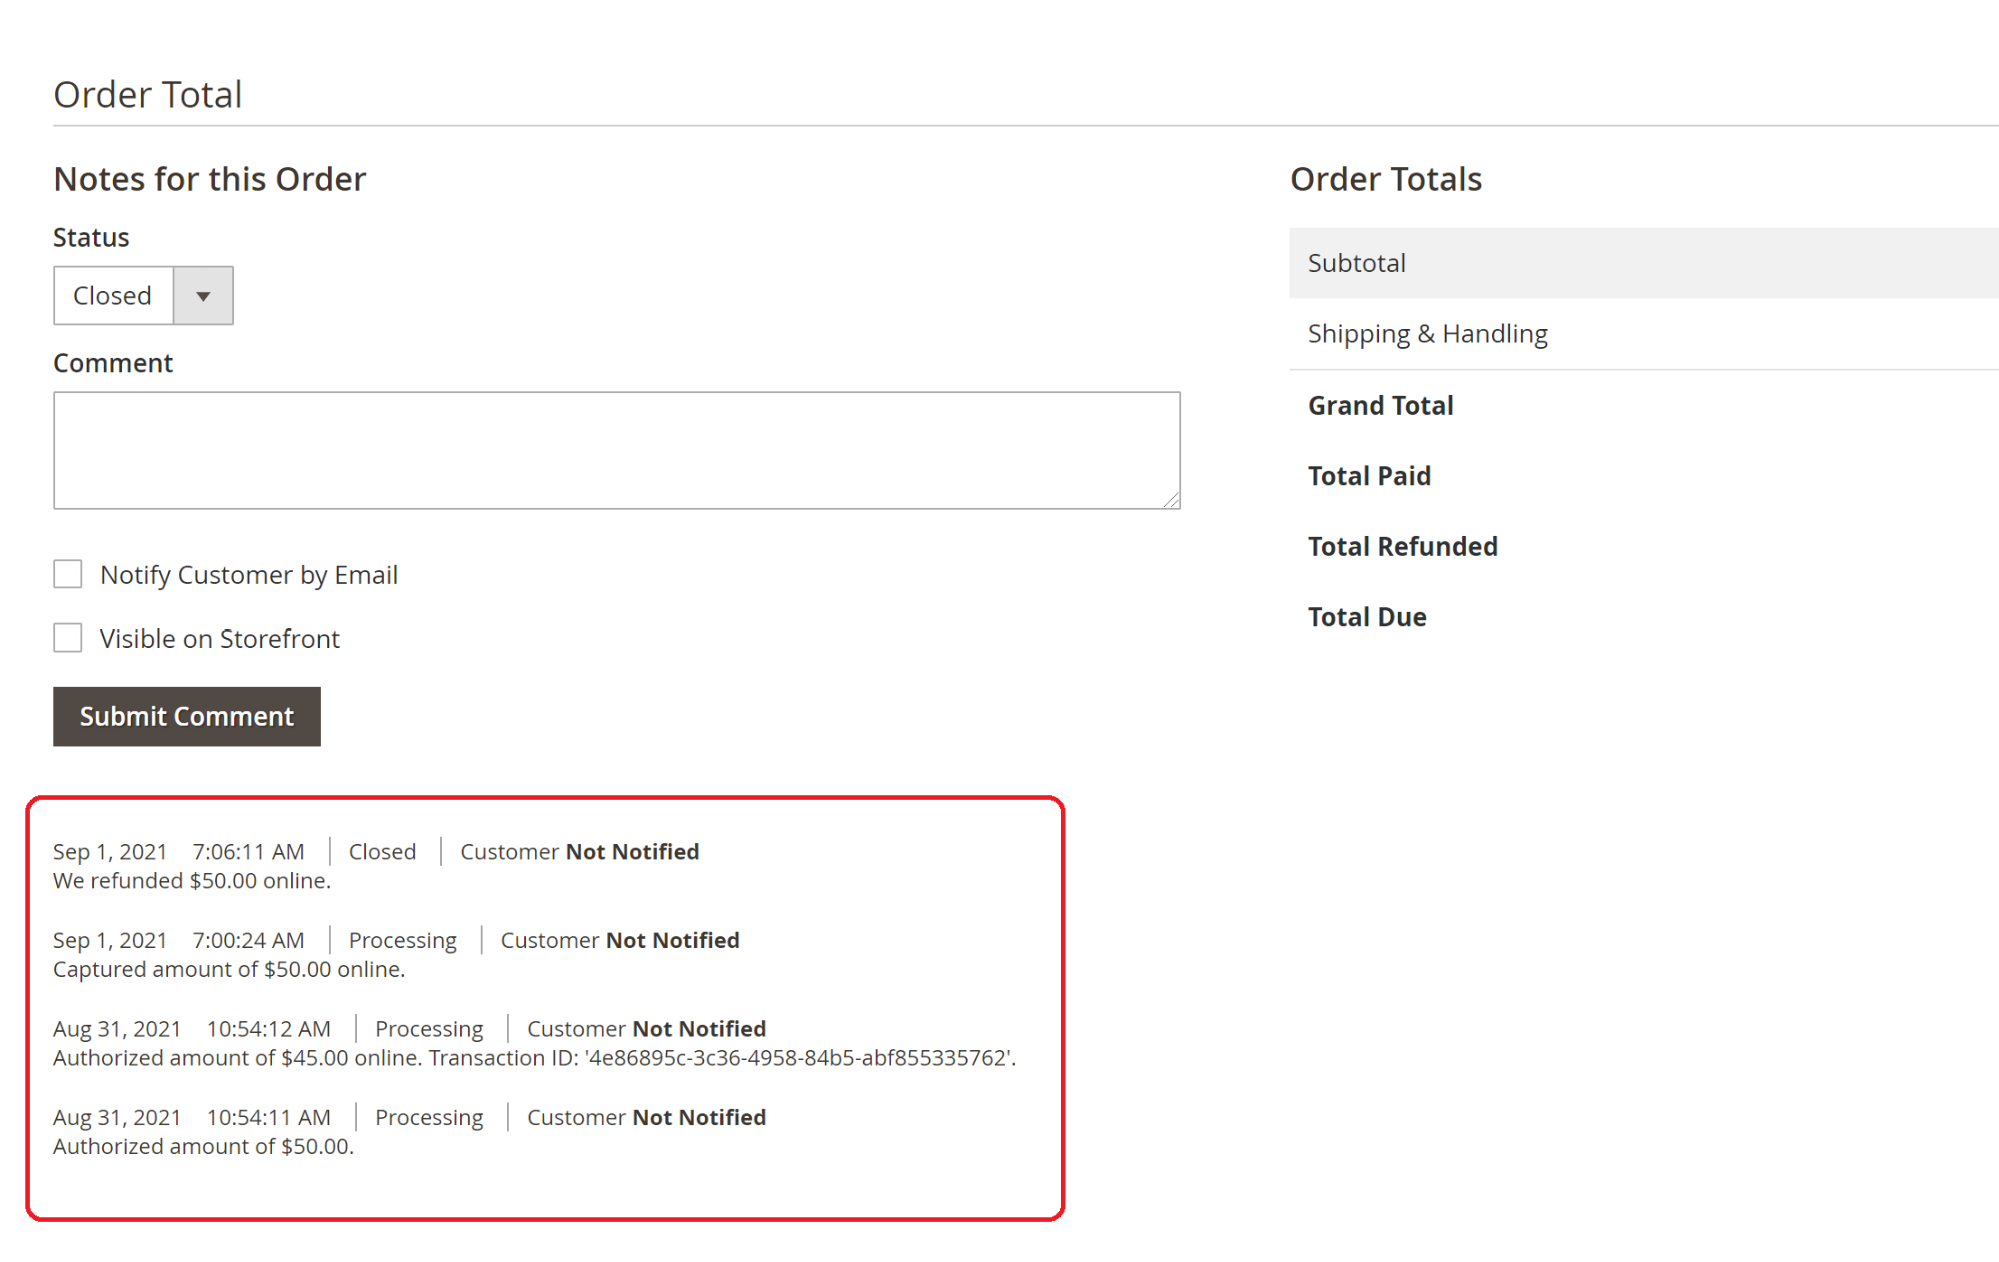 Order Total
Notes for this Order
Status
Closed
Comment
Notify Customer by Email
Visible on Storefront
Submit Comment
Sep 1, 2021 7:06:11 AM | Closed | Customer Not Notified
We refunded $50.00 online.
Sep 1, 2021 7:00:24 AM | Processing | Customer Not Notified
Captured amount of $50.00 online.
Aug 31, 2021 10:54:12 AM | Processing | Customer Not Notified
Authorized amount of $45.00 online. Transaction ID: '4e86895c-3c36-4958-84b5-abf855335762'.
Aug 31, 2021 10:54:11 AM | Processing | Customer Not Notified
Authorized amount of $50.00.
Order Totals
Subtotal
Shipping & Handling
Grand Total
Total Paid
Total Refunded
Total Due